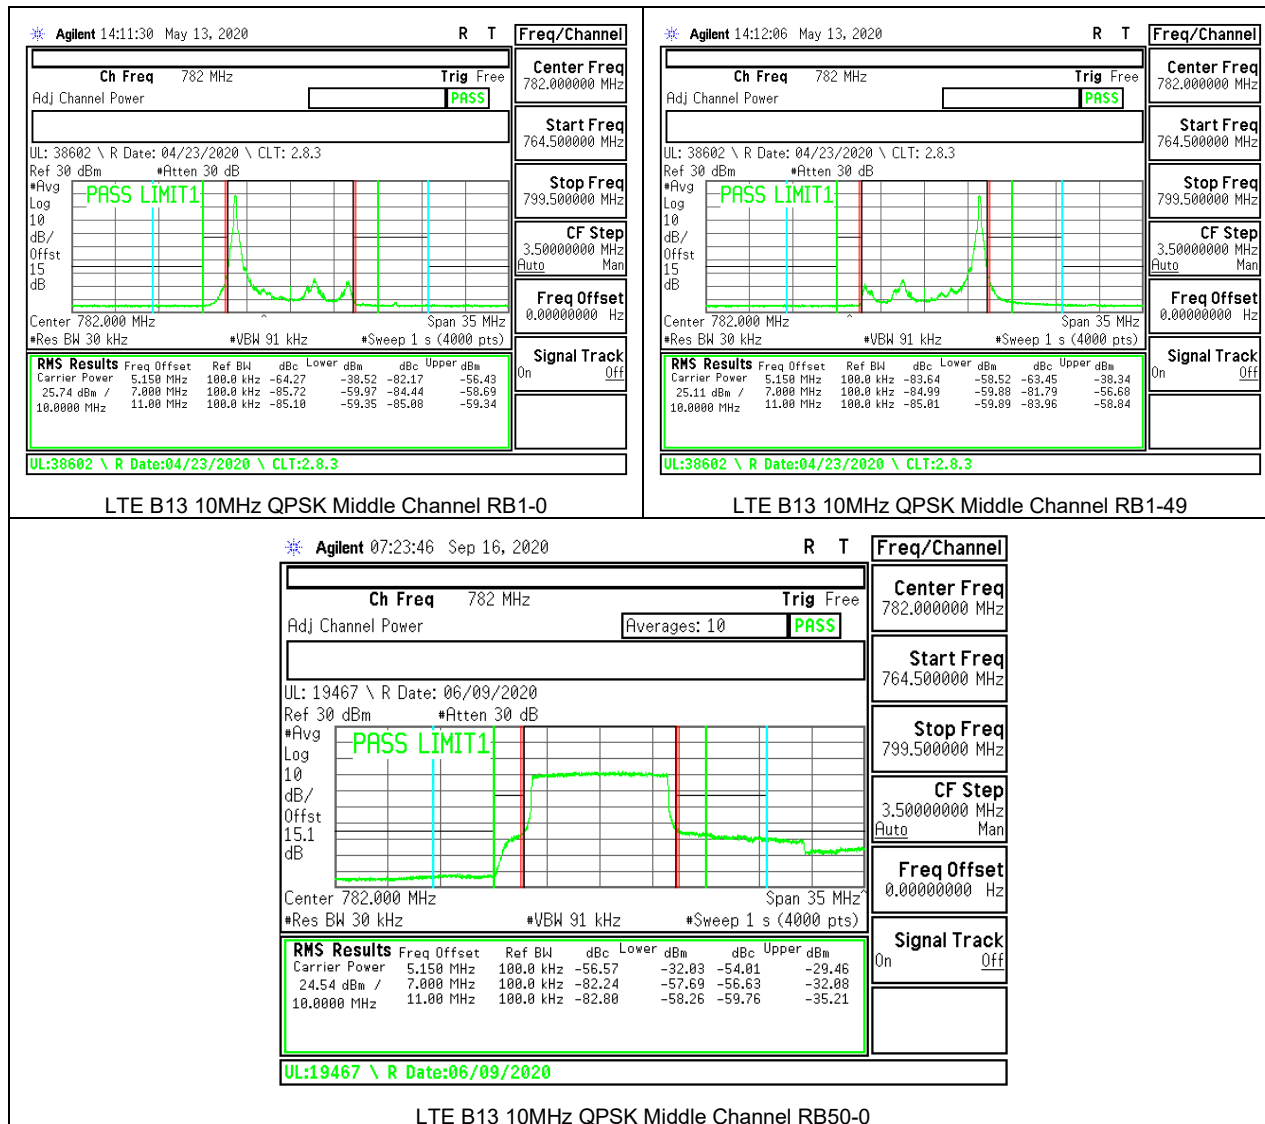 Agilent 14:11:30 May 13, 2020 R T Freq/Channel
Ch Freq 782 MHz Trig Free
Adj Channel Power PASS
Center Freq
782.000000 MHz
Start Freq
764.500000 MHz
UL: 38602 \ R Date: 04/23/2020 \ CLT: 2.8.3
Ref 30 dBm #Atten 30 dB
#Avg
Log
10
dB/
Offst
15
dB
PASS LIMIT1
Stop Freq
799.500000 MHz
CF Step
3.50000000 MHz
Auto Man
Freq Offset
0.00000000 Hz
Center 782.000 MHz Span 35 MHz
#Res BW 30 kHz #VBW 91 kHz #Sweep 1 s (4000 pts)
Signal Track
On Off
RMS Results Freq Offset Ref BW dBc Lower dBm dBc Upper dBm
Carrier Power 5.150 MHz 100.0 kHz -64.27 -38.52 -82.17 -56.43
25.74 dBm / 7.000 MHz 100.0 kHz -85.72 -59.97 -84.44 -58.69
10.0000 MHz 11.00 MHz 100.0 kHz -85.10 -59.35 -85.08 -59.34
UL:38602 \ R Date:04/23/2020 \ CLT:2.8.3
LTE B13 10MHz QPSK Middle Channel RB1-0
Agilent 14:12:06 May 13, 2020 R T Freq/Channel
Ch Freq 782 MHz Trig Free
Adj Channel Power PASS
Center Freq
782.000000 MHz
Start Freq
764.500000 MHz
UL: 38602 \ R Date: 04/23/2020 \ CLT: 2.8.3
Ref 30 dBm #Atten 30 dB
#Avg
Log
10
dB/
Offst
15
dB
PASS LIMIT1
Stop Freq
799.500000 MHz
CF Step
3.50000000 MHz
Auto Man
Freq Offset
0.00000000 Hz
Center 782.000 MHz Span 35 MHz
#Res BW 30 kHz #VBW 91 kHz #Sweep 1 s (4000 pts)
Signal Track
On Off
RMS Results Freq Offset Ref BW dBc Lower dBm dBc Upper dBm
Carrier Power 5.150 MHz 100.0 kHz -83.64 -58.52 -63.45 -38.34
25.11 dBm / 7.000 MHz 100.0 kHz -84.99 -59.88 -81.79 -56.68
10.0000 MHz 11.00 MHz 100.0 kHz -85.01 -59.89 -83.96 -58.84
UL:38602 \ R Date:04/23/2020 \ CLT:2.8.3
LTE B13 10MHz QPSK Middle Channel RB1-49
Agilent 07:23:46 Sep 16, 2020 R T Freq/Channel
Ch Freq 782 MHz Trig Free
Adj Channel Power Averages: 10 PASS
Center Freq
782.000000 MHz
Start Freq
764.500000 MHz
UL: 19467 \ R Date: 06/09/2020
Ref 30 dBm #Atten 30 dB
#Avg
Log
10
dB/
Offst
15.1
dB
PASS LIMIT1
Stop Freq
799.500000 MHz
CF Step
3.50000000 MHz
Auto Man
Freq Offset
0.00000000 Hz
Center 782.000 MHz Span 35 MHz
#Res BW 30 kHz #VBW 91 kHz #Sweep 1 s (4000 pts)
Signal Track
On Off
RMS Results Freq Offset Ref BW dBc Lower dBm dBc Upper dBm
Carrier Power 5.150 MHz 100.0 kHz -56.57 -32.03 -54.01 -29.46
24.54 dBm / 7.000 MHz 100.0 kHz -82.24 -57.69 -56.63 -32.08
10.0000 MHz 11.00 MHz 100.0 kHz -82.80 -58.26 -59.76 -35.21
UL:19467 \ R Date:06/09/2020
LTE B13 10MHz QPSK Middle Channel RB50-0